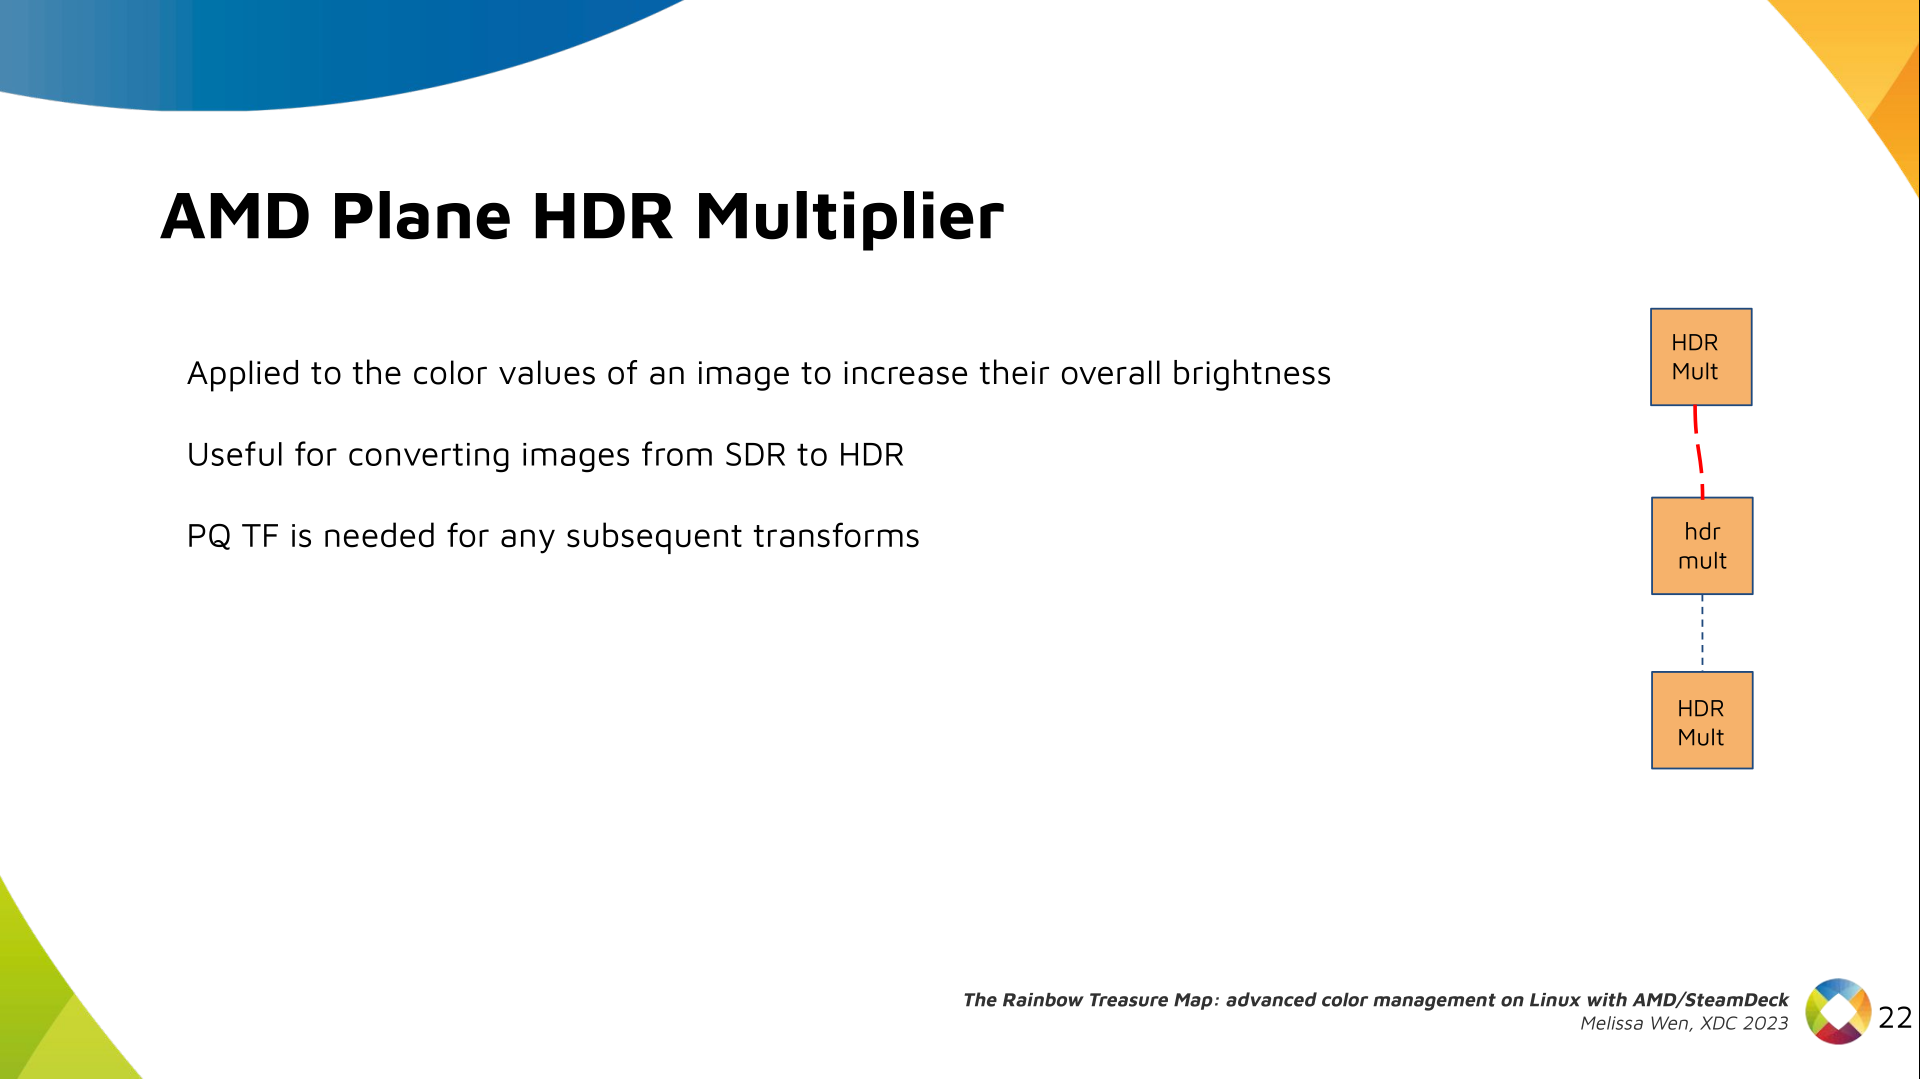 AMD Plane HDR Multiplier
Applied to the color values of an image to increase their overall brightness
Useful for converting images from SDR to HDR
PQ TF is needed for any subsequent transforms
HDR
Mult
hdr
mult
HDR
Mult
The Rainbow Treasure Map: advanced color management on Linux with AMD/SteamDeck
Melissa Wen, XDC 2023
22